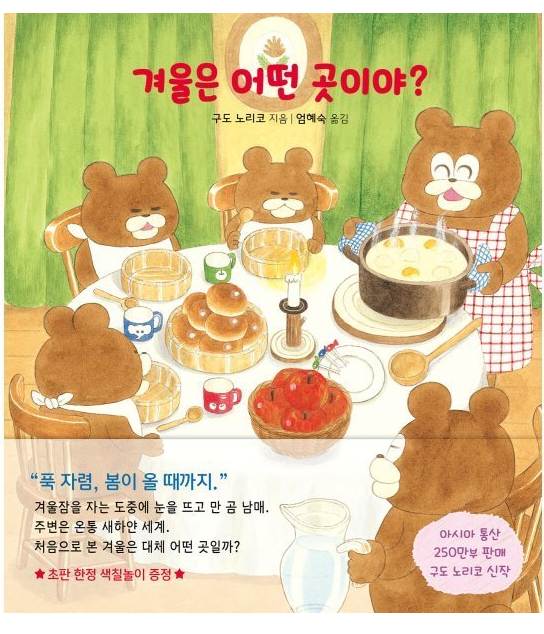 겨울은 어떤 곳이야?
구도 노리코 지음 | 엄혜숙 옮김
“푹 자렴, 봄이 올 때까지.”
겨울잠을 자는 도중에 눈을 뜨고 만 곰 남매.
주변은 온통 새하얀 세계.
처음으로 본 겨울은 대체 어떤 곳일까?
★초판 한정 색칠놀이 증정★
아시아 통산
250만부 판매
구도 노리코 신작